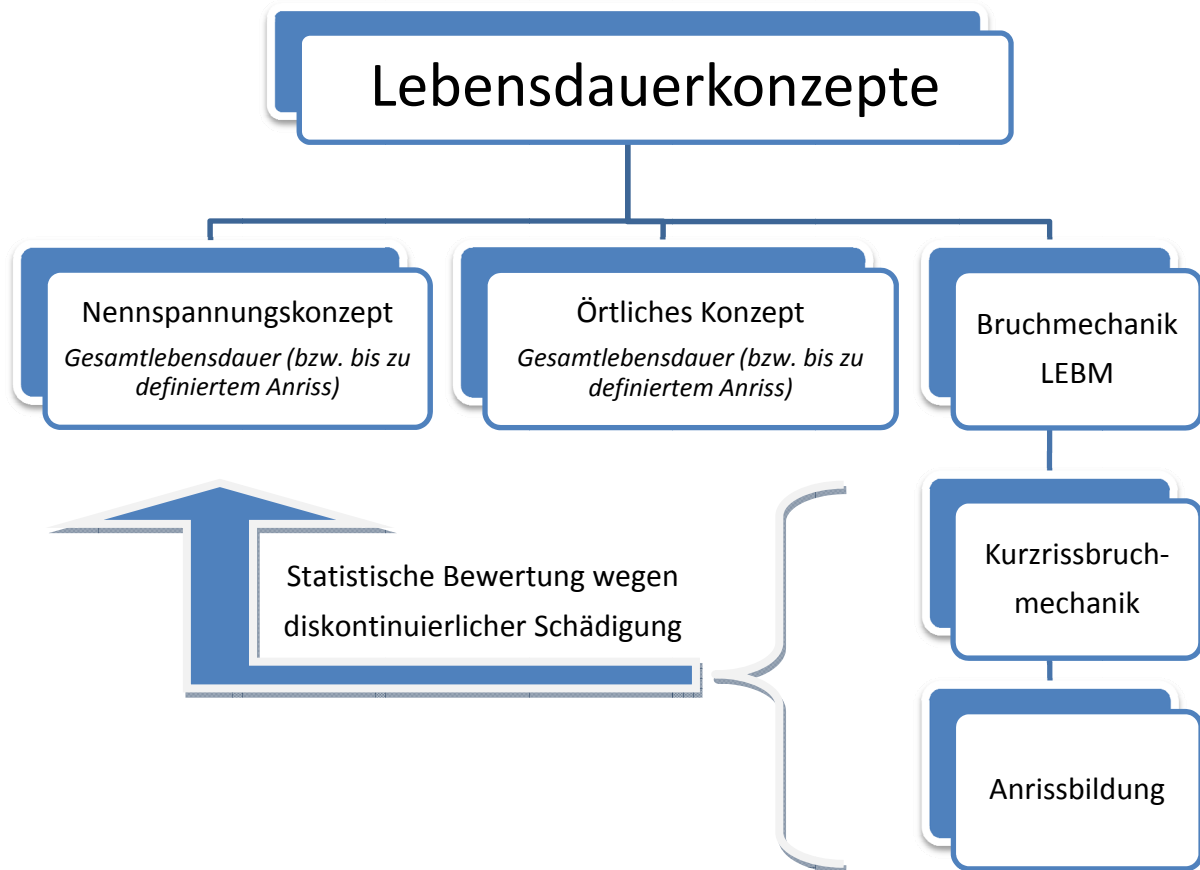 Lebensdauerkonzepte
Nennspannungskonzept
Gesamtlebensdauer (bzw. bis zu
definiertem Anriss)
Örtliches Konzept
Gesamtlebensdauer (bzw. bis zu
definiertem Anriss)
Bruchmechanik
LEBM
Statistische Bewertung wegen
diskontinuierlicher Schädigung
Kurzrissbruch-
mechanik
Anrissbildung